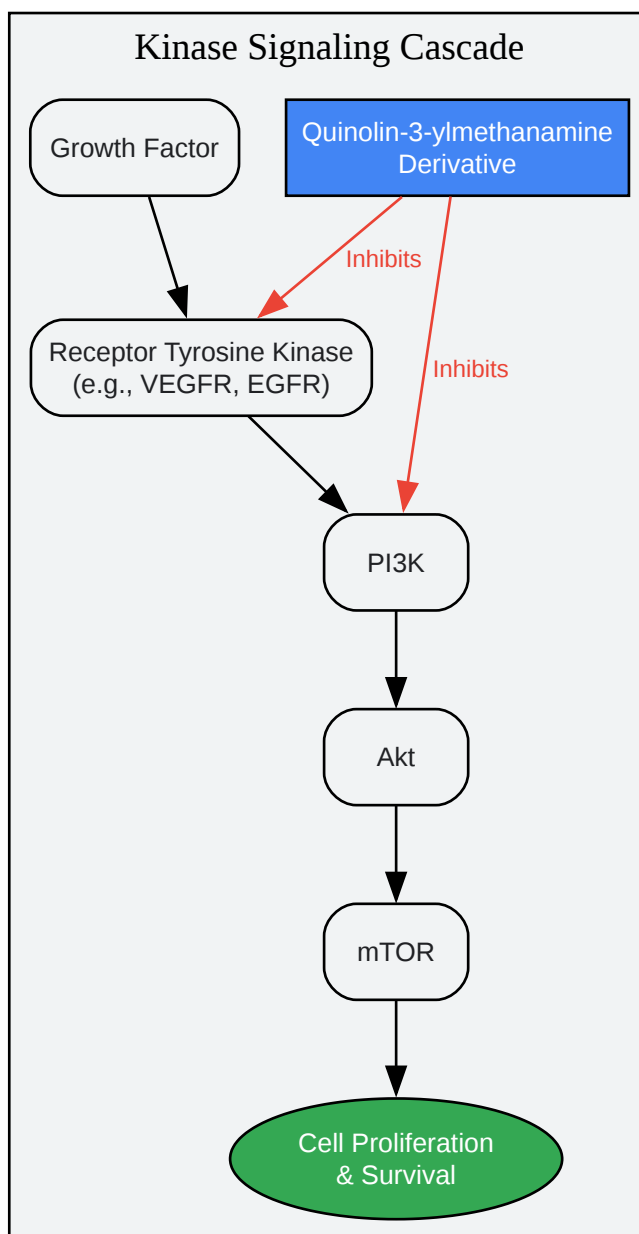 Kinase Signaling Cascade
Growth Factor
Quinolin-3-ylmethanamine
Derivative
Inhibits
Receptor Tyrosine Kinase
(e.g., VEGFR, EGFR)
Inhibits
PI3K
Akt
mTOR
Cell Proliferation
& Survival